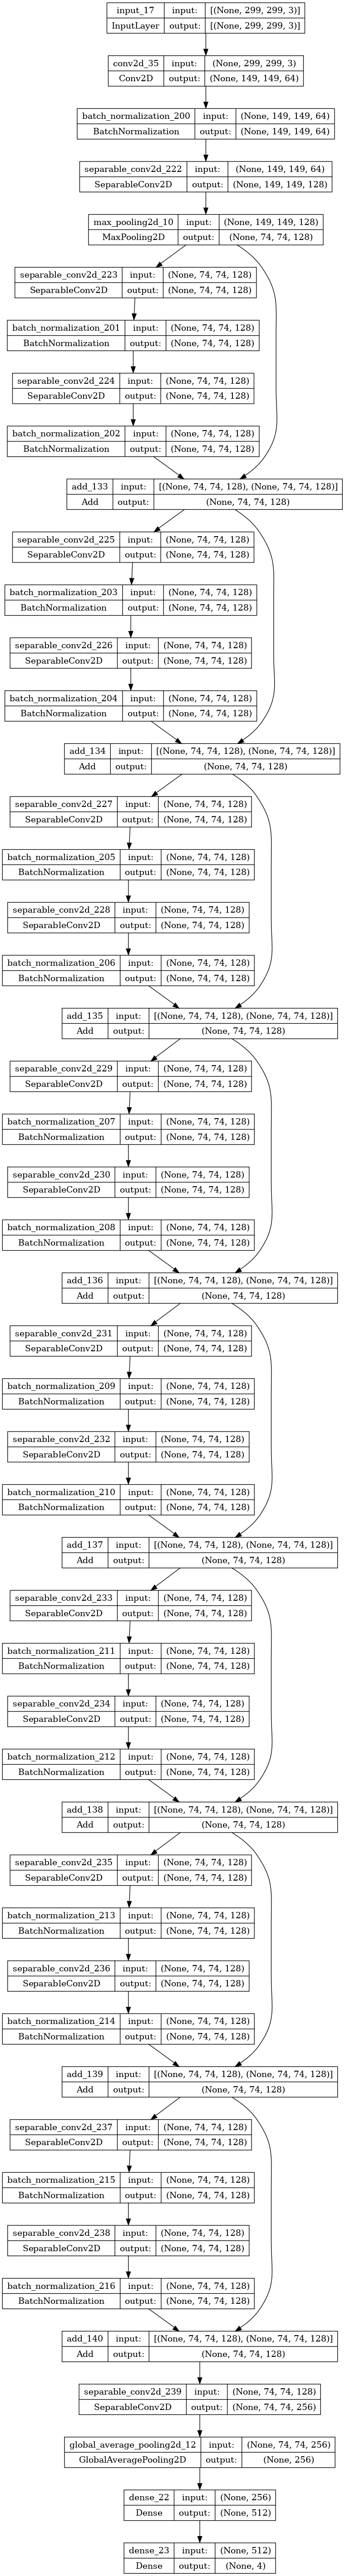 input_17 input: [(None, 299, 299, 3)]
InputLayer output: [(None, 299, 299, 3)]
conv2d_35 input: (None, 299, 299, 3)
Conv2D output: (None, 149, 149, 64)
batch_normalization_200 input: (None, 149, 149, 64)
BatchNormalization output: (None, 149, 149, 64)
separable_conv2d_222 input: (None, 149, 149, 64)
SeparableConv2D output: (None, 149, 149, 128)
max_pooling2d_10 input: (None, 149, 149, 128)
MaxPooling2D output: (None, 74, 74, 128)
separable_conv2d_223 input: (None, 74, 74, 128)
SeparableConv2D output: (None, 74, 74, 128)
batch_normalization_201 input: (None, 74, 74, 128)
BatchNormalization output: (None, 74, 74, 128)
separable_conv2d_224 input: (None, 74, 74, 128)
SeparableConv2D output: (None, 74, 74, 128)
batch_normalization_202 input: (None, 74, 74, 128)
BatchNormalization output: (None, 74, 74, 128)
add_133 input: [(None, 74, 74, 128), (None, 74, 74, 128)]
Add output: (None, 74, 74, 128)
separable_conv2d_225 input: (None, 74, 74, 128)
SeparableConv2D output: (None, 74, 74, 128)
batch_normalization_203 input: (None, 74, 74, 128)
BatchNormalization output: (None, 74, 74, 128)
separable_conv2d_226 input: (None, 74, 74, 128)
SeparableConv2D output: (None, 74, 74, 128)
batch_normalization_204 input: (None, 74, 74, 128)
BatchNormalization output: (None, 74, 74, 128)
add_134 input: [(None, 74, 74, 128), (None, 74, 74, 128)]
Add output: (None, 74, 74, 128)
separable_conv2d_227 input: (None, 74, 74, 128)
SeparableConv2D output: (None, 74, 74, 128)
batch_normalization_205 input: (None, 74, 74, 128)
BatchNormalization output: (None, 74, 74, 128)
separable_conv2d_228 input: (None, 74, 74, 128)
SeparableConv2D output: (None, 74, 74, 128)
batch_normalization_206 input: (None, 74, 74, 128)
BatchNormalization output: (None, 74, 74, 128)
add_135 input: [(None, 74, 74, 128), (None, 74, 74, 128)]
Add output: (None, 74, 74, 128)
separable_conv2d_229 input: (None, 74, 74, 128)
SeparableConv2D output: (None, 74, 74, 128)
batch_normalization_207 input: (None, 74, 74, 128)
BatchNormalization output: (None, 74, 74, 128)
separable_conv2d_230 input: (None, 74, 74, 128)
SeparableConv2D output: (None, 74, 74, 128)
batch_normalization_208 input: (None, 74, 74, 128)
BatchNormalization output: (None, 74, 74, 128)
add_136 input: [(None, 74, 74, 128), (None, 74, 74, 128)]
Add output: (None, 74, 74, 128)
separable_conv2d_231 input: (None, 74, 74, 128)
SeparableConv2D output: (None, 74, 74, 128)
batch_normalization_209 input: (None, 74, 74, 128)
BatchNormalization output: (None, 74, 74, 128)
separable_conv2d_232 input: (None, 74, 74, 128)
SeparableConv2D output: (None, 74, 74, 128)
batch_normalization_210 input: (None, 74, 74, 128)
BatchNormalization output: (None, 74, 74, 128)
add_137 input: [(None, 74, 74, 128), (None, 74, 74, 128)]
Add output: (None, 74, 74, 128)
separable_conv2d_233 input: (None, 74, 74, 128)
SeparableConv2D output: (None, 74, 74, 128)
batch_normalization_211 input: (None, 74, 74, 128)
BatchNormalization output: (None, 74, 74, 128)
separable_conv2d_234 input: (None, 74, 74, 128)
SeparableConv2D output: (None, 74, 74, 128)
batch_normalization_212 input: (None, 74, 74, 128)
BatchNormalization output: (None, 74, 74, 128)
add_138 input: [(None, 74, 74, 128), (None, 74, 74, 128)]
Add output: (None, 74, 74, 128)
separable_conv2d_235 input: (None, 74, 74, 128)
SeparableConv2D output: (None, 74, 74, 128)
batch_normalization_213 input: (None, 74, 74, 128)
BatchNormalization output: (None, 74, 74, 128)
separable_conv2d_236 input: (None, 74, 74, 128)
SeparableConv2D output: (None, 74, 74, 128)
batch_normalization_214 input: (None, 74, 74, 128)
BatchNormalization output: (None, 74, 74, 128)
add_139 input: [(None, 74, 74, 128), (None, 74, 74, 128)]
Add output: (None, 74, 74, 128)
separable_conv2d_237 input: (None, 74, 74, 128)
SeparableConv2D output: (None, 74, 74, 128)
batch_normalization_215 input: (None, 74, 74, 128)
BatchNormalization output: (None, 74, 74, 128)
separable_conv2d_238 input: (None, 74, 74, 128)
SeparableConv2D output: (None, 74, 74, 128)
batch_normalization_216 input: (None, 74, 74, 128)
BatchNormalization output: (None, 74, 74, 128)
add_140 input: [(None, 74, 74, 128), (None, 74, 74, 128)]
Add output: (None, 74, 74, 128)
separable_conv2d_239 input: (None, 74, 74, 128)
SeparableConv2D output: (None, 74, 74, 256)
global_average_pooling2d_12 input: (None, 74, 74, 256)
GlobalAveragePooling2D output: (None, 256)
dense_22 input: (None, 256)
Dense output: (None, 512)
dense_23 input: (None, 512)
Dense output: (None, 4)